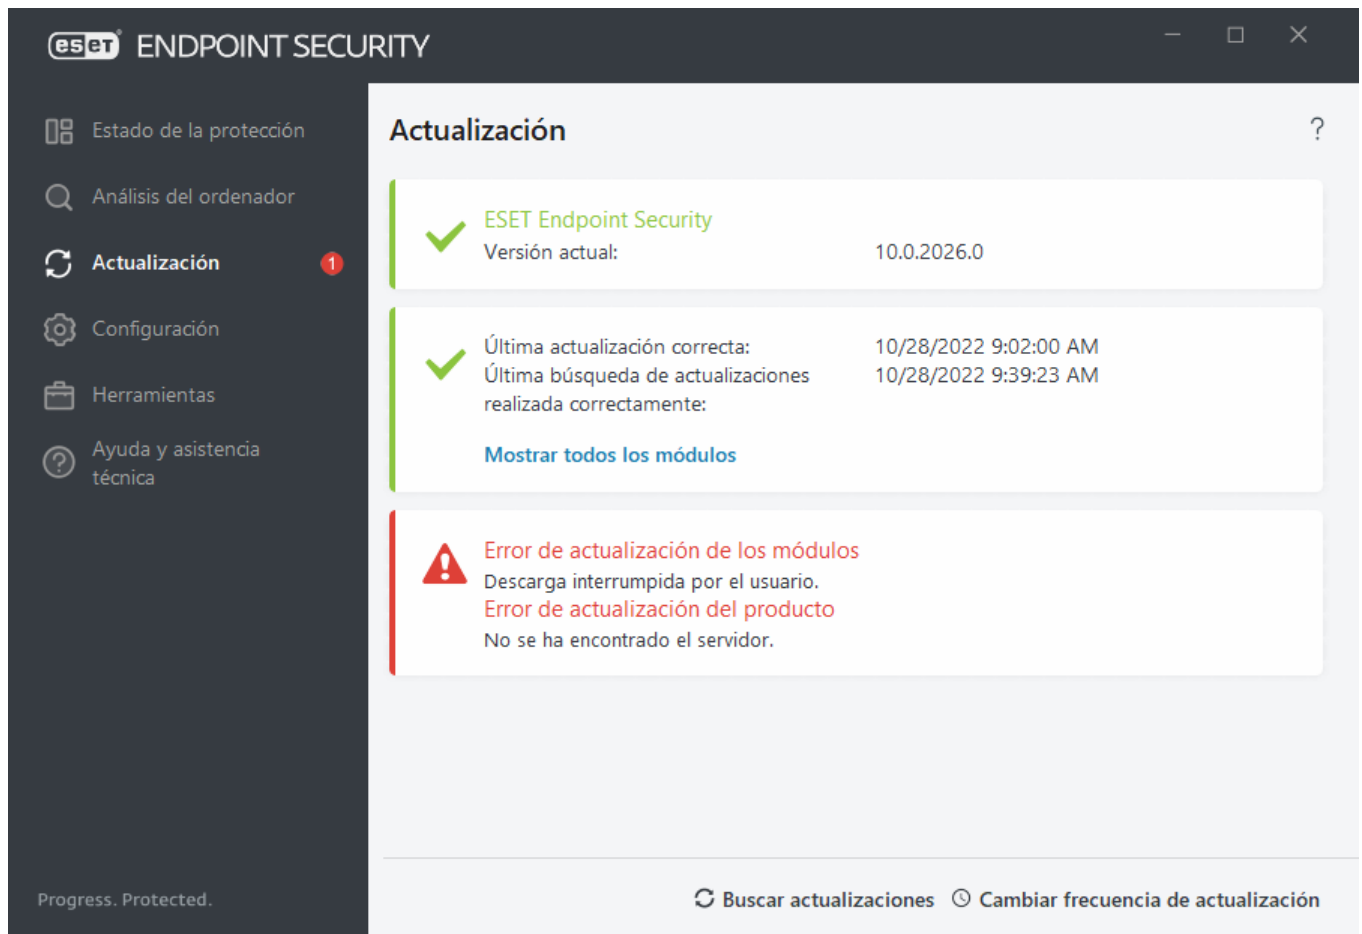 eset ENDPOINT SECURITY
Estado de la protección
Análisis del ordenador
Actualización 1
Configuración
Herramientas
Ayuda y asistencia
técnica
Progress. Protected.
Actualización ?
ESET Endpoint Security
Versión actual: 10.0.2026.0
Última actualización correcta: 10/28/2022 9:02:00 AM
Última búsqueda de actualizaciones 10/28/2022 9:39:23 AM
realizada correctamente:
Mostrar todos los módulos
Error de actualización de los módulos
Descarga interrumpida por el usuario.
Error de actualización del producto
No se ha encontrado el servidor.
Buscar actualizaciones Cambiar frecuencia de actualización